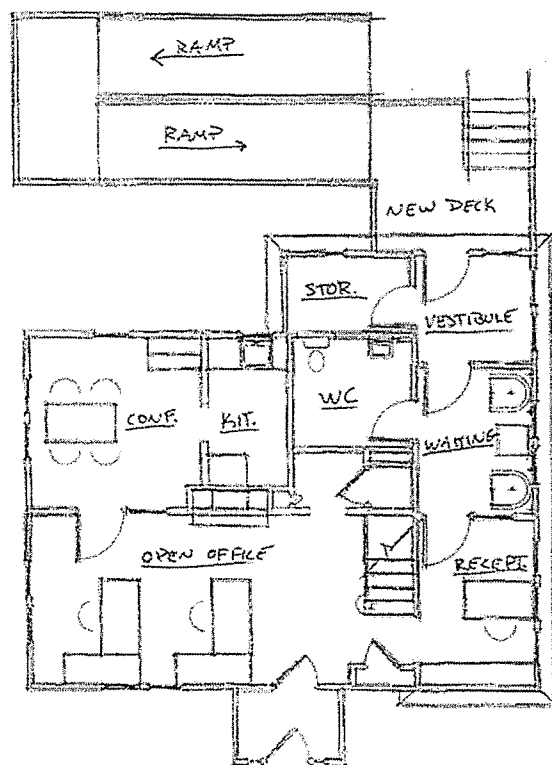 RAMP
RAMP
NEW DECK
STOR.
VESTIBULE
WC
CONF.
KIT.
WAITING
OPEN OFFICE
RECEPT.